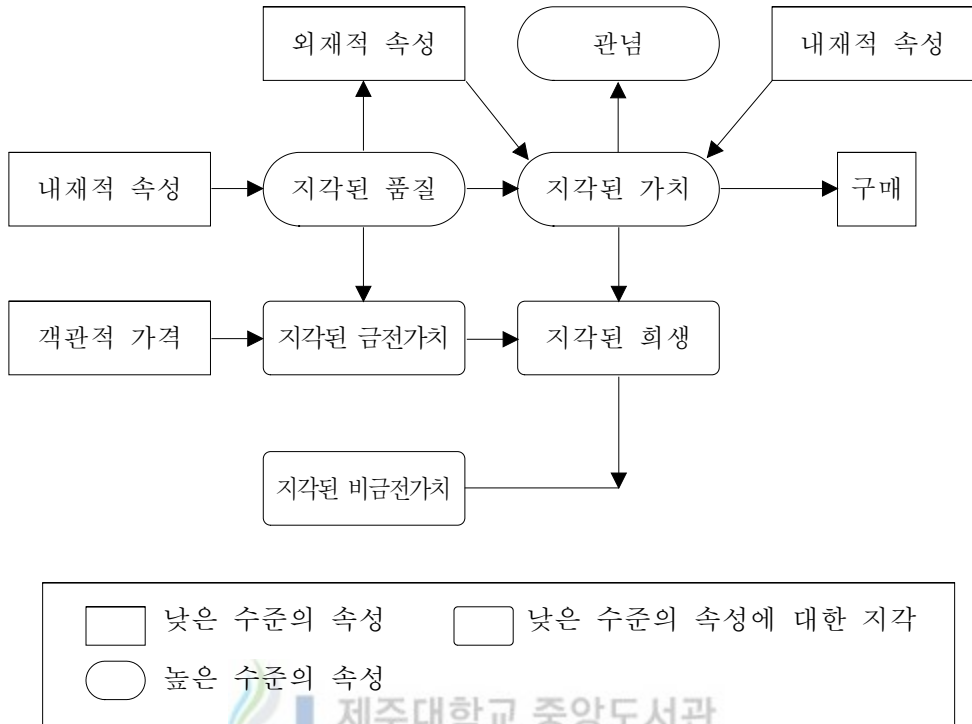 외재적 속성
관념
내재적 속성
내재적 속성
지각된 품질
지각된 가치
구매
객관적 가격
지각된 금전가치
지각된 희생
지각된 비금전가치
낮은 수준의 속성
낮은 수준의 속성에 대한 지각
높은 수준의 속성
제주대학교 중앙도서관